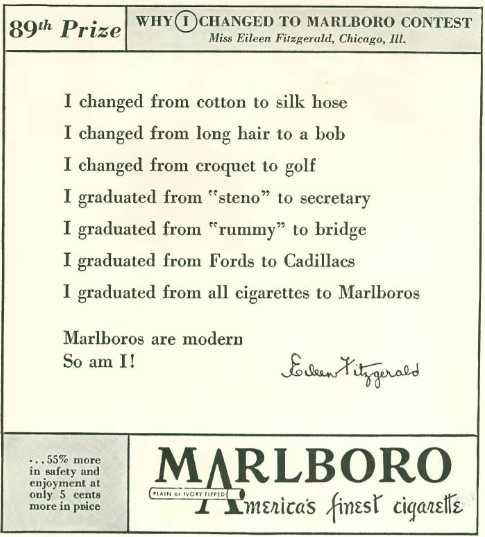 89th Prize
WHY I CHANGED TO MARLBORO CONTEST
Miss Eileen Fitzgerald, Chicago, Ill.
I changed from cotton to silk hose
I changed from long hair to a bob
I changed from croquet to golf
I graduated from "steno" to secretary
I graduated from "rummy" to bridge
I graduated from Fords to Cadillacs
I graduated from all cigarettes to Marlboros
Marlboros are modern
So am I!
Eileen Fitzgerald
...55% more
in safety and
enjoyment at
only 5 cents
more in price
MARLBORO
PLAIN or IVORY TIPPED
America's finest cigarette